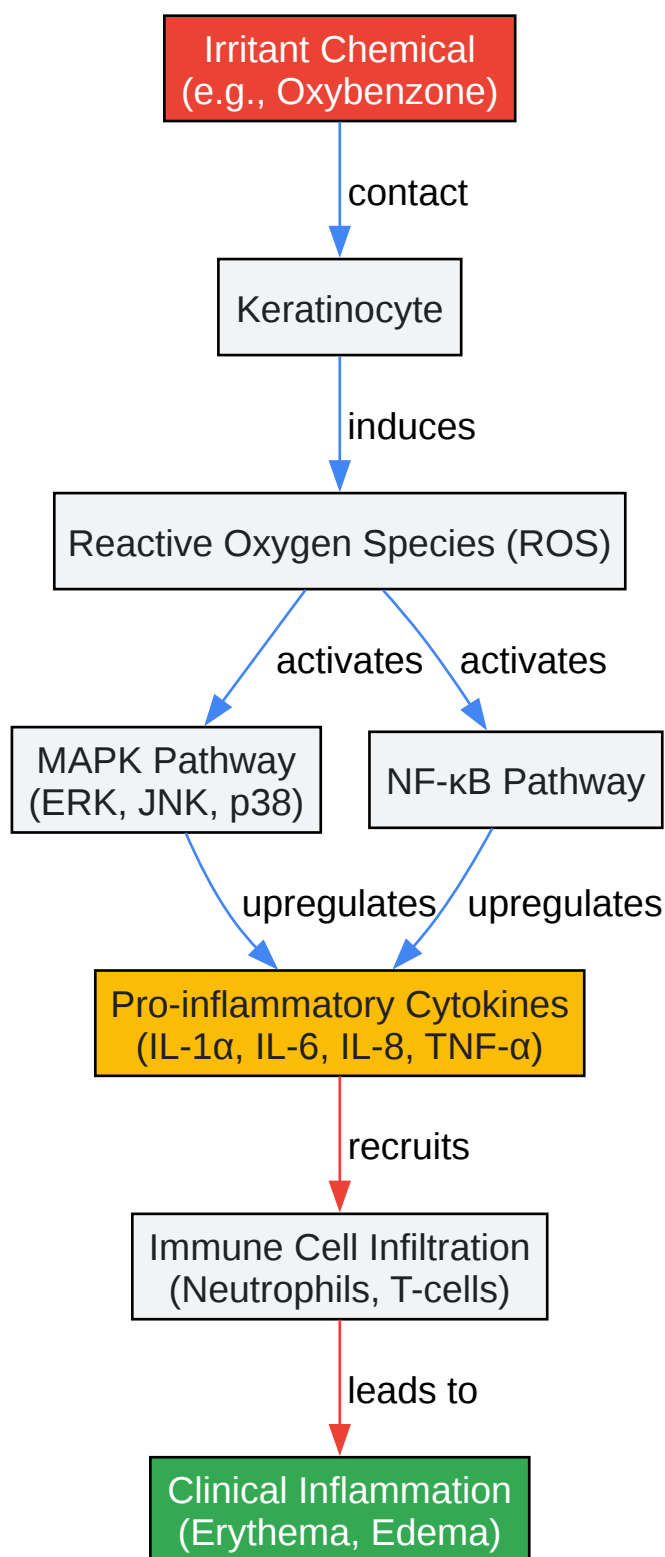 Irritant Chemical
(e.g., Oxybenzone)
contact
Keratinocyte
induces
Reactive Oxygen Species (ROS)
activates
activates
MAPK Pathway
(ERK, JNK, p38)
NF-κB Pathway
upregulates
upregulates
Pro-inflammatory Cytokines
(IL-1α, IL-6, IL-8, TNF-α)
recruits
Immune Cell Infiltration
(Neutrophils, T-cells)
leads to
Clinical Inflammation
(Erythema, Edema)